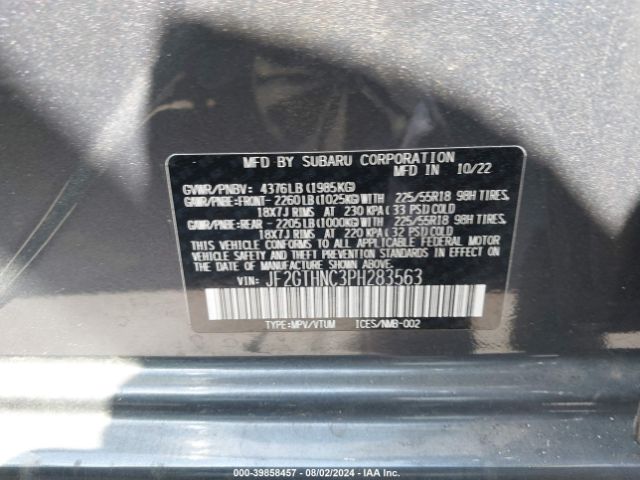 MFD BY SUBARU CORPORATION
MFD IN 10/22
GVWR/PNBV: 4376LB(1985KG)
GAWR/PNBE:FRONT- 2260LB(1025KG)WITH 225/55R18 98H TIRES,
18X7J RIMS AT 230 KPA(33 PSI)COLD
GAWR/PNBE:REAR - 2205LB(1000KG)WITH 225/55R18 98H TIRES,
18X7J RIMS AT 220 KPA(32 PSI)COLD
THIS VEHICLE CONFORMS TO ALL APPLICABLE FEDERAL MOTOR
VEHICLE SAFETY AND THEFT PREVENTION STANDARDS IN EFFECT ON
THE DATE OF MANUFACTURE SHOWN ABOVE.
VIN: JF2GTHNC3PH283563
TYPE:MPV/VTUM ICES/NMB-002
000-39858457 - 08/02/2024 - IAA Inc.